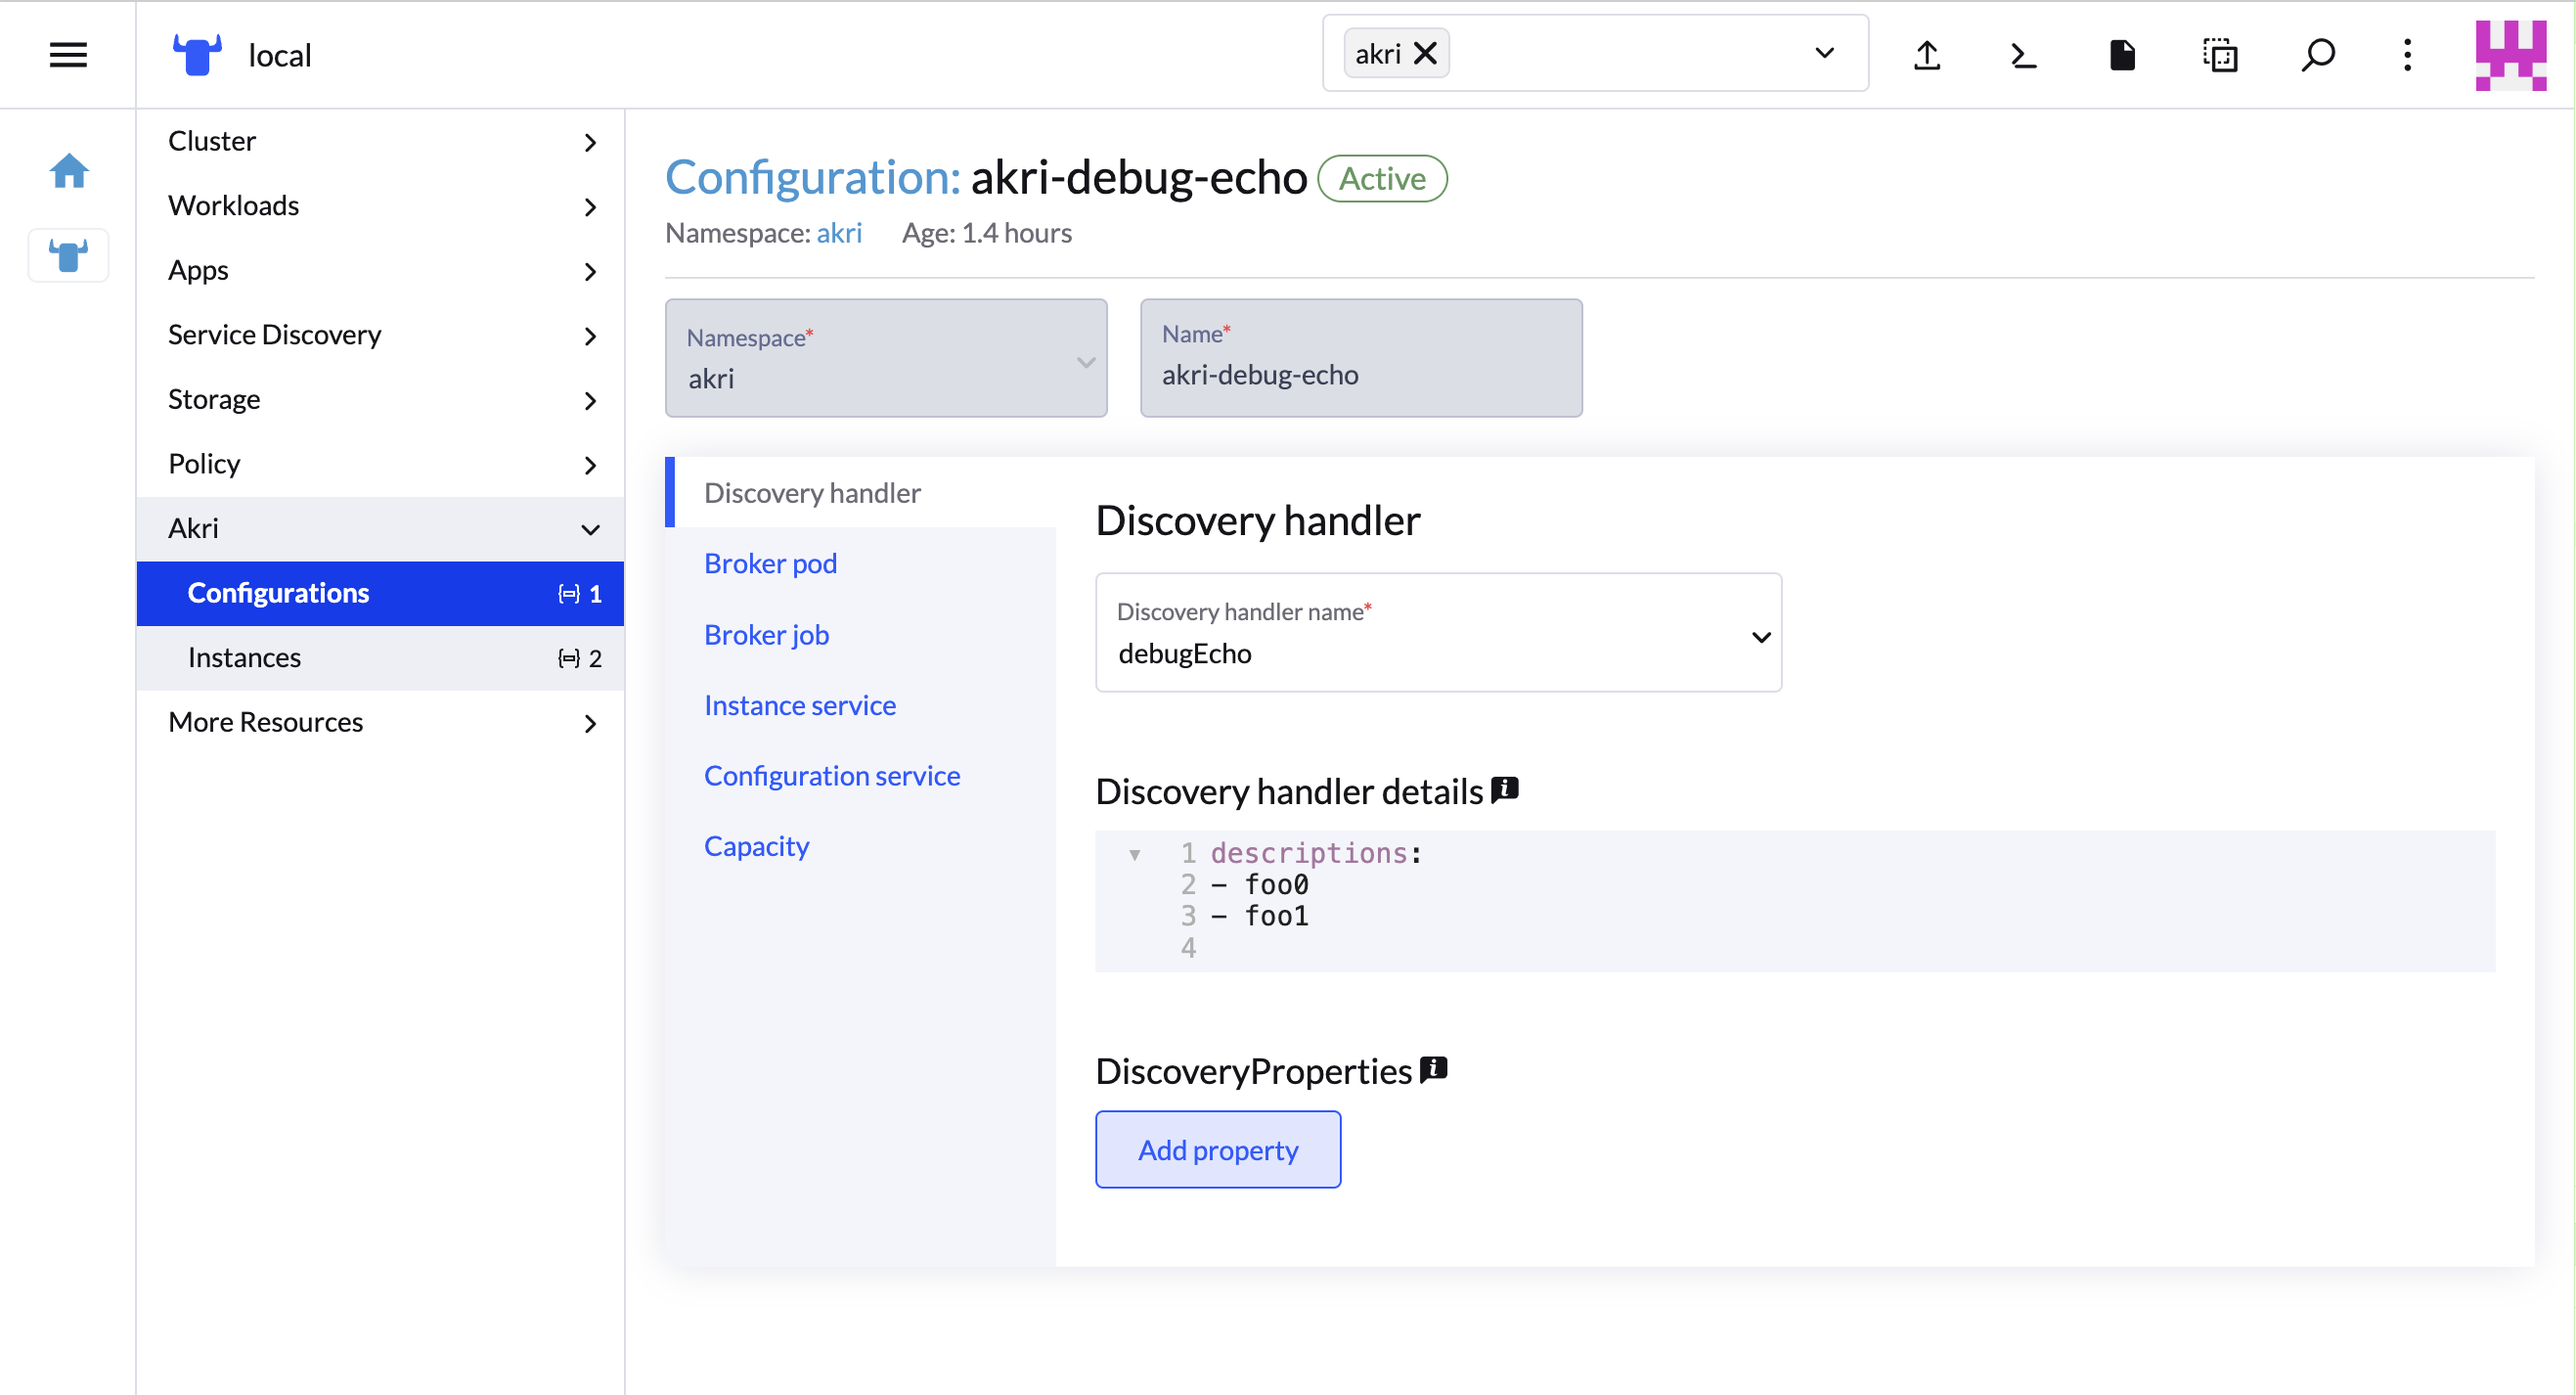 local
akri
Cluster
Workloads
Apps
Service Discovery
Storage
Policy
Akri
Configurations 1
Instances 2
More Resources
Configuration: akri-debug-echo Active
Namespace: akri Age: 1.4 hours
Namespace*
akri
Name*
akri-debug-echo
Discovery handler
Broker pod
Broker job
Instance service
Configuration service
Capacity
Discovery handler
Discovery handler name*
debugEcho
Discovery handler details
1 descriptions:
2 - foo0
3 - foo1
4
DiscoveryProperties
Add property